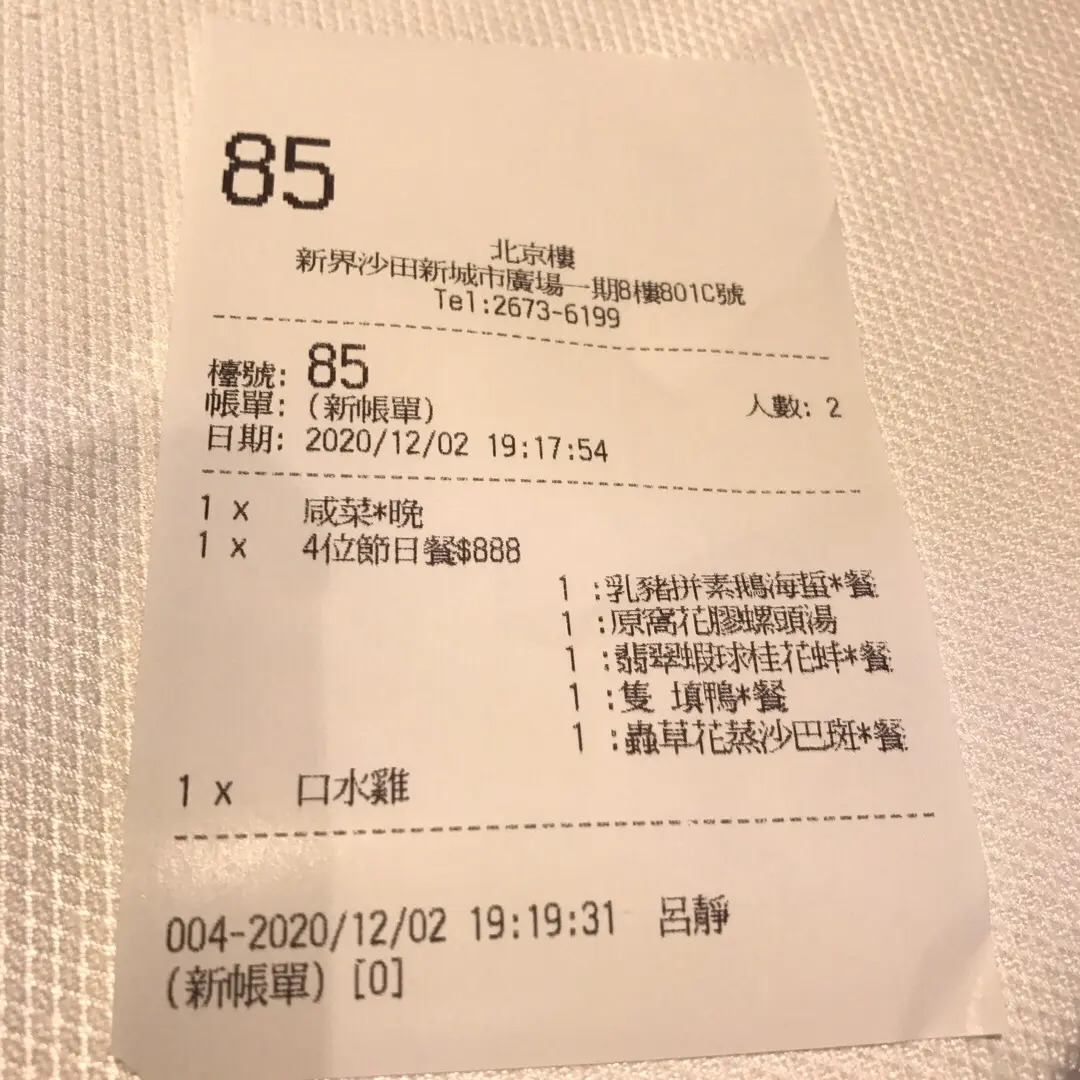 85
北京樓
新界沙田新城市廣場一期8樓801C號
Tel:2673-6199
檯號: 85
帳單: (新帳單) 人數: 2
日期: 2020/12/02 19:17:54
1 x 咸菜*晚
1 x 4位節日餐$888
1 :乳豬拼素鵝海蜇*餐
1 :原窩花膠螺頭湯
1 :翡翠蝦球桂花蚌*餐
1 :隻 填鴨*餐
1 :蟲草花蒸沙巴斑*餐
1 x 口水雞
004-2020/12/02 19:19:31 呂靜
(新帳單) [0]